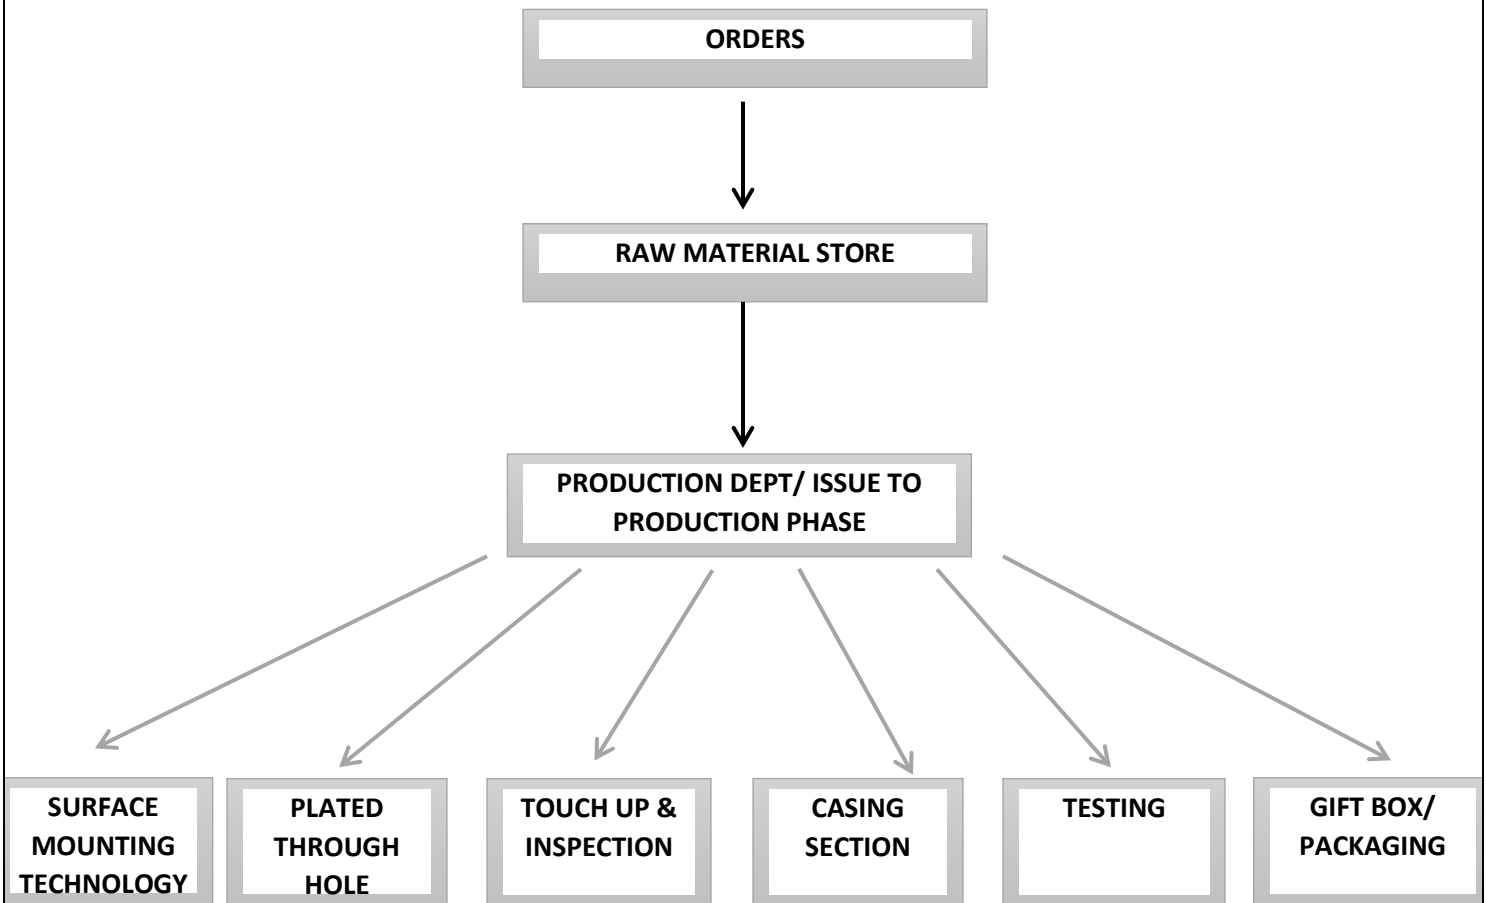 ORDERS
RAW MATERIAL STORE
PRODUCTION DEPT/ ISSUE TO
PRODUCTION PHASE
SURFACE
MOUNTING
TECHNOLOGY
PLATED
THROUGH
HOLE
TOUCH UP &
INSPECTION
CASING
SECTION
TESTING
GIFT BOX/
PACKAGING